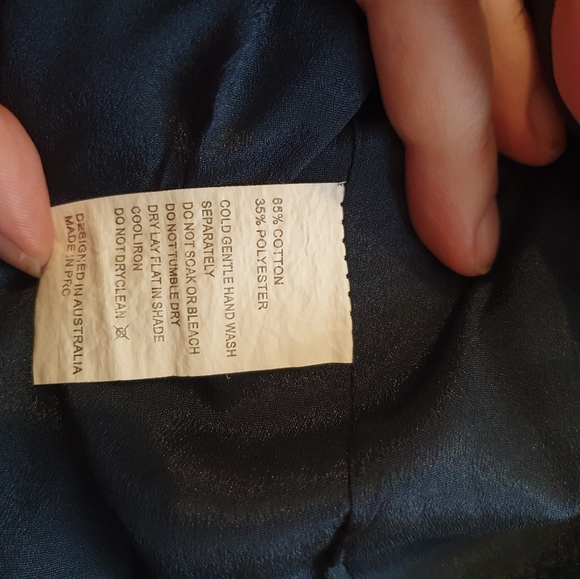 65% COTTON
35% POLYESTER
COLD GENTLE HAND WASH
SEPARATELY
DO NOT SOAK OR BLEACH
DO NOT TUMBLE DRY
DRY LAY FLAT IN SHADE
COOL IRON
DO NOT DRYCLEAN
DESIGNED IN AUSTRALIA
MADE IN PRC